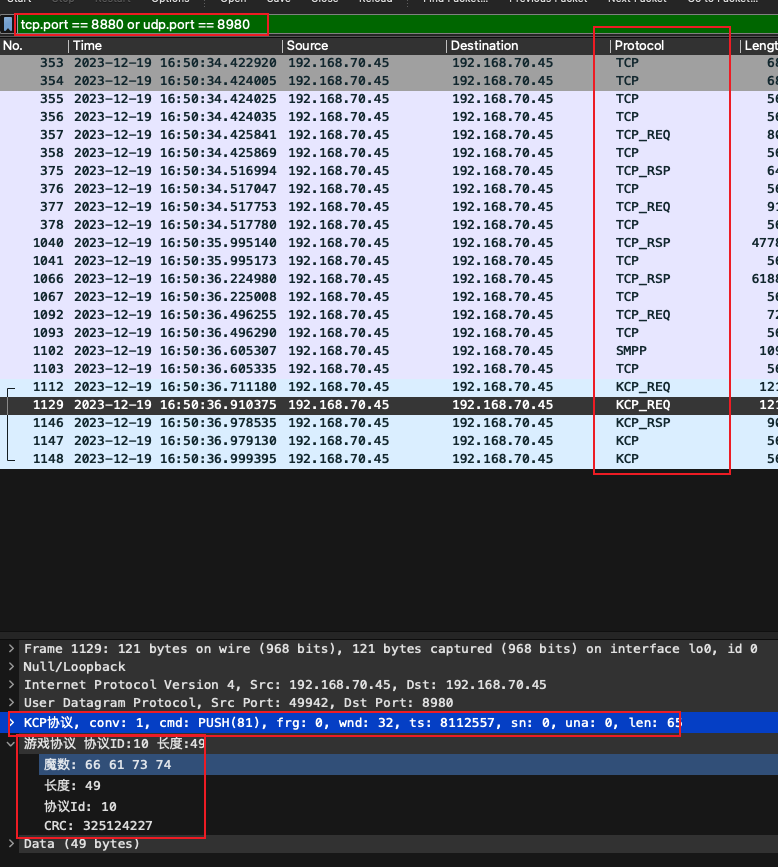 tcp.port == 8880 or udp.port == 8980
No. Time Source Destination Protocol Lengt
353 2023-12-19 16:50:34.422920 192.168.70.45 192.168.70.45 TCP 68
354 2023-12-19 16:50:34.424005 192.168.70.45 192.168.70.45 TCP 68
355 2023-12-19 16:50:34.424025 192.168.70.45 192.168.70.45 TCP 56
356 2023-12-19 16:50:34.424035 192.168.70.45 192.168.70.45 TCP 56
357 2023-12-19 16:50:34.425841 192.168.70.45 192.168.70.45 TCP_REQ 80
358 2023-12-19 16:50:34.425869 192.168.70.45 192.168.70.45 TCP 56
375 2023-12-19 16:50:34.516994 192.168.70.45 192.168.70.45 TCP_RSP 64
376 2023-12-19 16:50:34.517047 192.168.70.45 192.168.70.45 TCP 56
377 2023-12-19 16:50:34.517753 192.168.70.45 192.168.70.45 TCP_REQ 91
378 2023-12-19 16:50:34.517780 192.168.70.45 192.168.70.45 TCP 56
1040 2023-12-19 16:50:35.995140 192.168.70.45 192.168.70.45 TCP_RSP 4778
1041 2023-12-19 16:50:35.995173 192.168.70.45 192.168.70.45 TCP 56
1066 2023-12-19 16:50:36.224980 192.168.70.45 192.168.70.45 TCP_RSP 6188
1067 2023-12-19 16:50:36.225008 192.168.70.45 192.168.70.45 TCP 56
1092 2023-12-19 16:50:36.496255 192.168.70.45 192.168.70.45 TCP_REQ 72
1093 2023-12-19 16:50:36.496290 192.168.70.45 192.168.70.45 TCP 56
1102 2023-12-19 16:50:36.605307 192.168.70.45 192.168.70.45 SMPP 109
1103 2023-12-19 16:50:36.605335 192.168.70.45 192.168.70.45 TCP 56
1112 2023-12-19 16:50:36.711180 192.168.70.45 192.168.70.45 KCP_REQ 121
1129 2023-12-19 16:50:36.910375 192.168.70.45 192.168.70.45 KCP_REQ 121
1146 2023-12-19 16:50:36.978535 192.168.70.45 192.168.70.45 KCP_RSP 90
1147 2023-12-19 16:50:36.979130 192.168.70.45 192.168.70.45 KCP 56
1148 2023-12-19 16:50:36.999395 192.168.70.45 192.168.70.45 KCP 56
Frame 1129: 121 bytes on wire (968 bits), 121 bytes captured (968 bits) on interface lo0, id 0
Null/Loopback
Internet Protocol Version 4, Src: 192.168.70.45, Dst: 192.168.70.45
User Datagram Protocol, Src Port: 49942, Dst Port: 8980
KCP协议, conv: 1, cmd: PUSH(81), frg: 0, wnd: 32, ts: 8112557, sn: 0, una: 0, len: 65
游戏协议 协议ID:10 长度:49
魔数: 66 61 73 74
长度: 49
协议Id: 10
CRC: 325124227
Data (49 bytes)